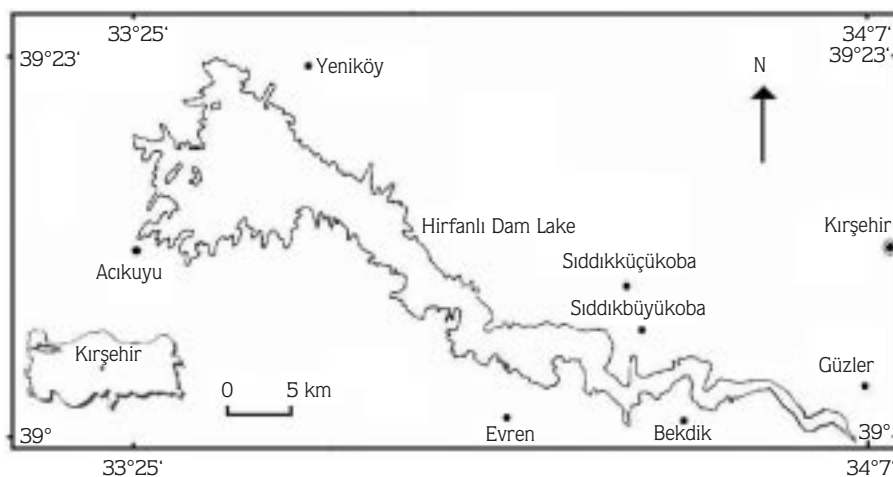 33°25‘
34°7‘
39°23‘
39°23‘
Yeniköy
N
Hirfanlı Dam Lake
Kırşehir
Acıkuyu
Sıddıkküçükoba
Sıddıkbüyükoba
Kırşehir
Güzler
0 5 km
Evren
Bekdik
39°
39°
33°25‘
34°7‘